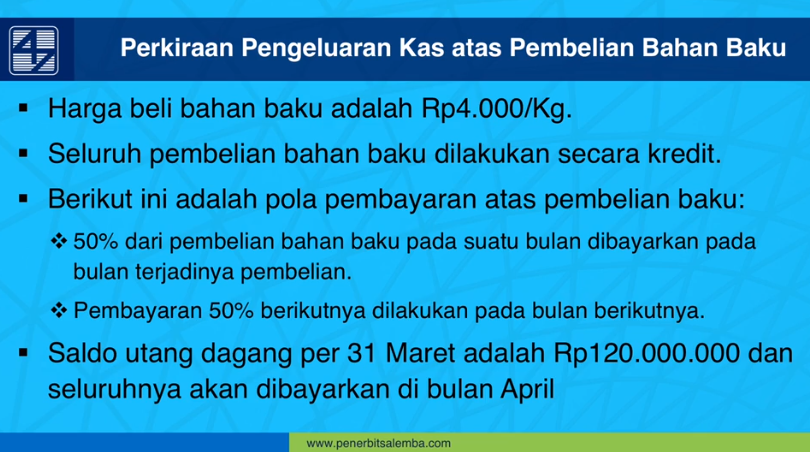 Perkiraan Pengeluaran Kas atas Pembelian Bahan Baku
▪ Harga beli bahan baku adalah Rp4.000/Kg.
▪ Seluruh pembelian bahan baku dilakukan secara kredit.
▪ Berikut ini adalah pola pembayaran atas pembelian baku:
❖ 50% dari pembelian bahan baku pada suatu bulan dibayarkan pada
bulan terjadinya pembelian.
❖ Pembayaran 50% berikutnya dilakukan pada bulan berikutnya.
▪ Saldo utang dagang per 31 Maret adalah Rp120.000.000 dan
seluruhnya akan dibayarkan di bulan April
www.penerbitsalemba.com